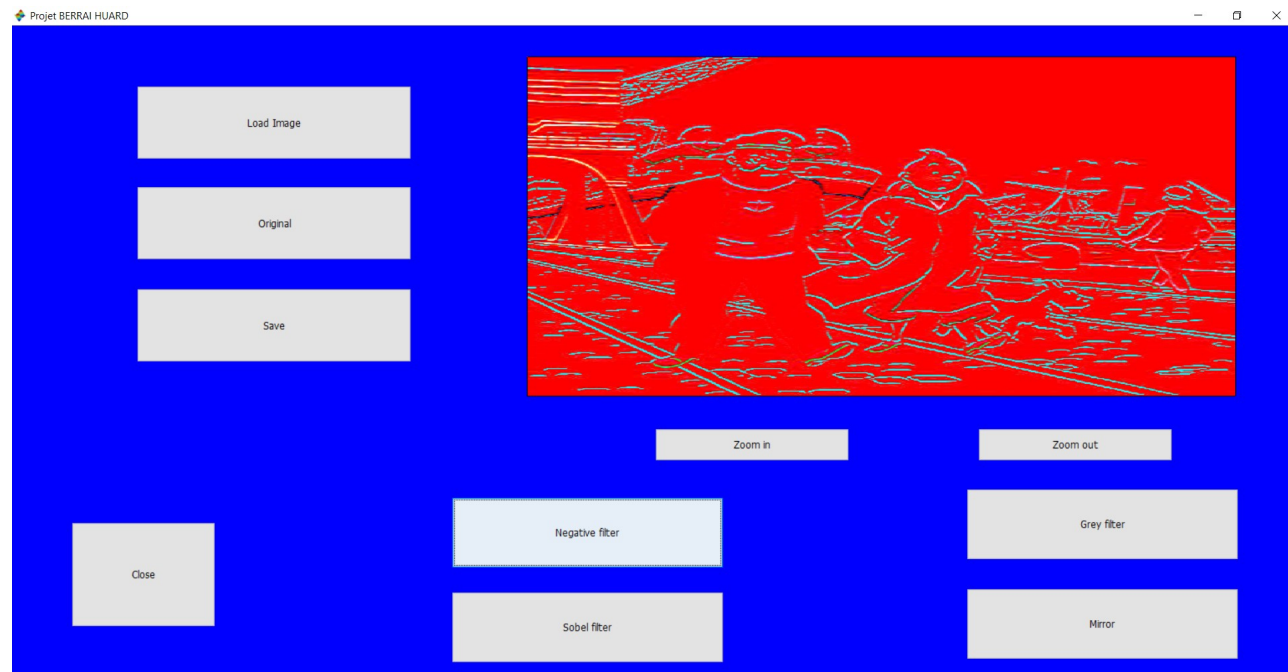 Projet BERRAI HUARD
Load Image
Original
Save
Zoom in
Zoom out
Negative filter
Grey filter
Close
Sobel filter
Mirror